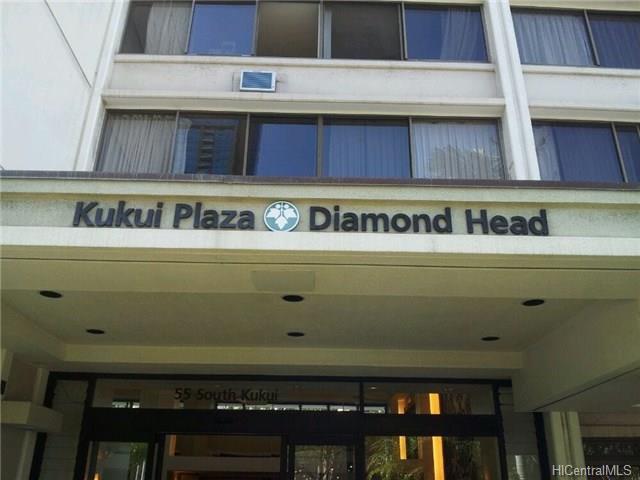 Kukui Plaza Diamond Head
55 South Kukui
HICentralMLS